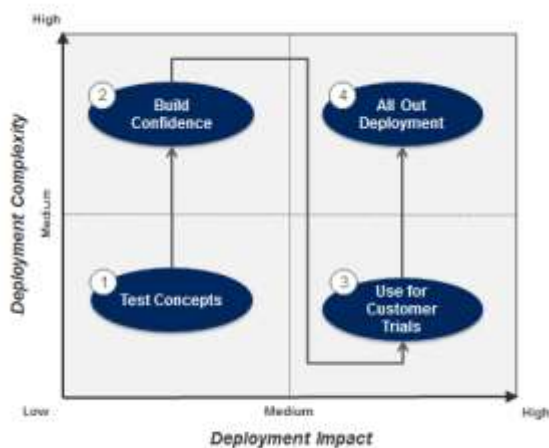 High
2
Build
Confidence
4
All Out
Deployment
Deployment Complexity
Medium
1
Test Concepts
3
Use for
Customer
Trials
Low
Medium
High
Deployment Impact